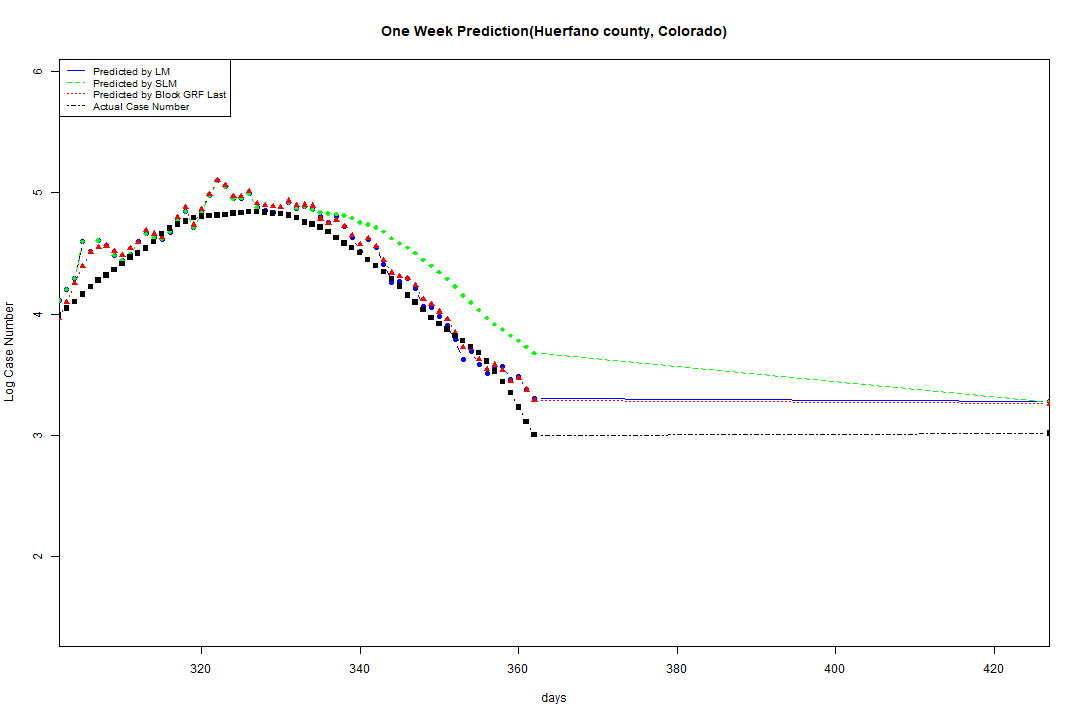 One Week Prediction(Huerfano county, Colorado)
Predicted by LM
Predicted by SLM
Predicted by Block GRF Last
Actual Case Number
6
5
4
3
2
Log Case Number
320
340
360
380
400
420
days